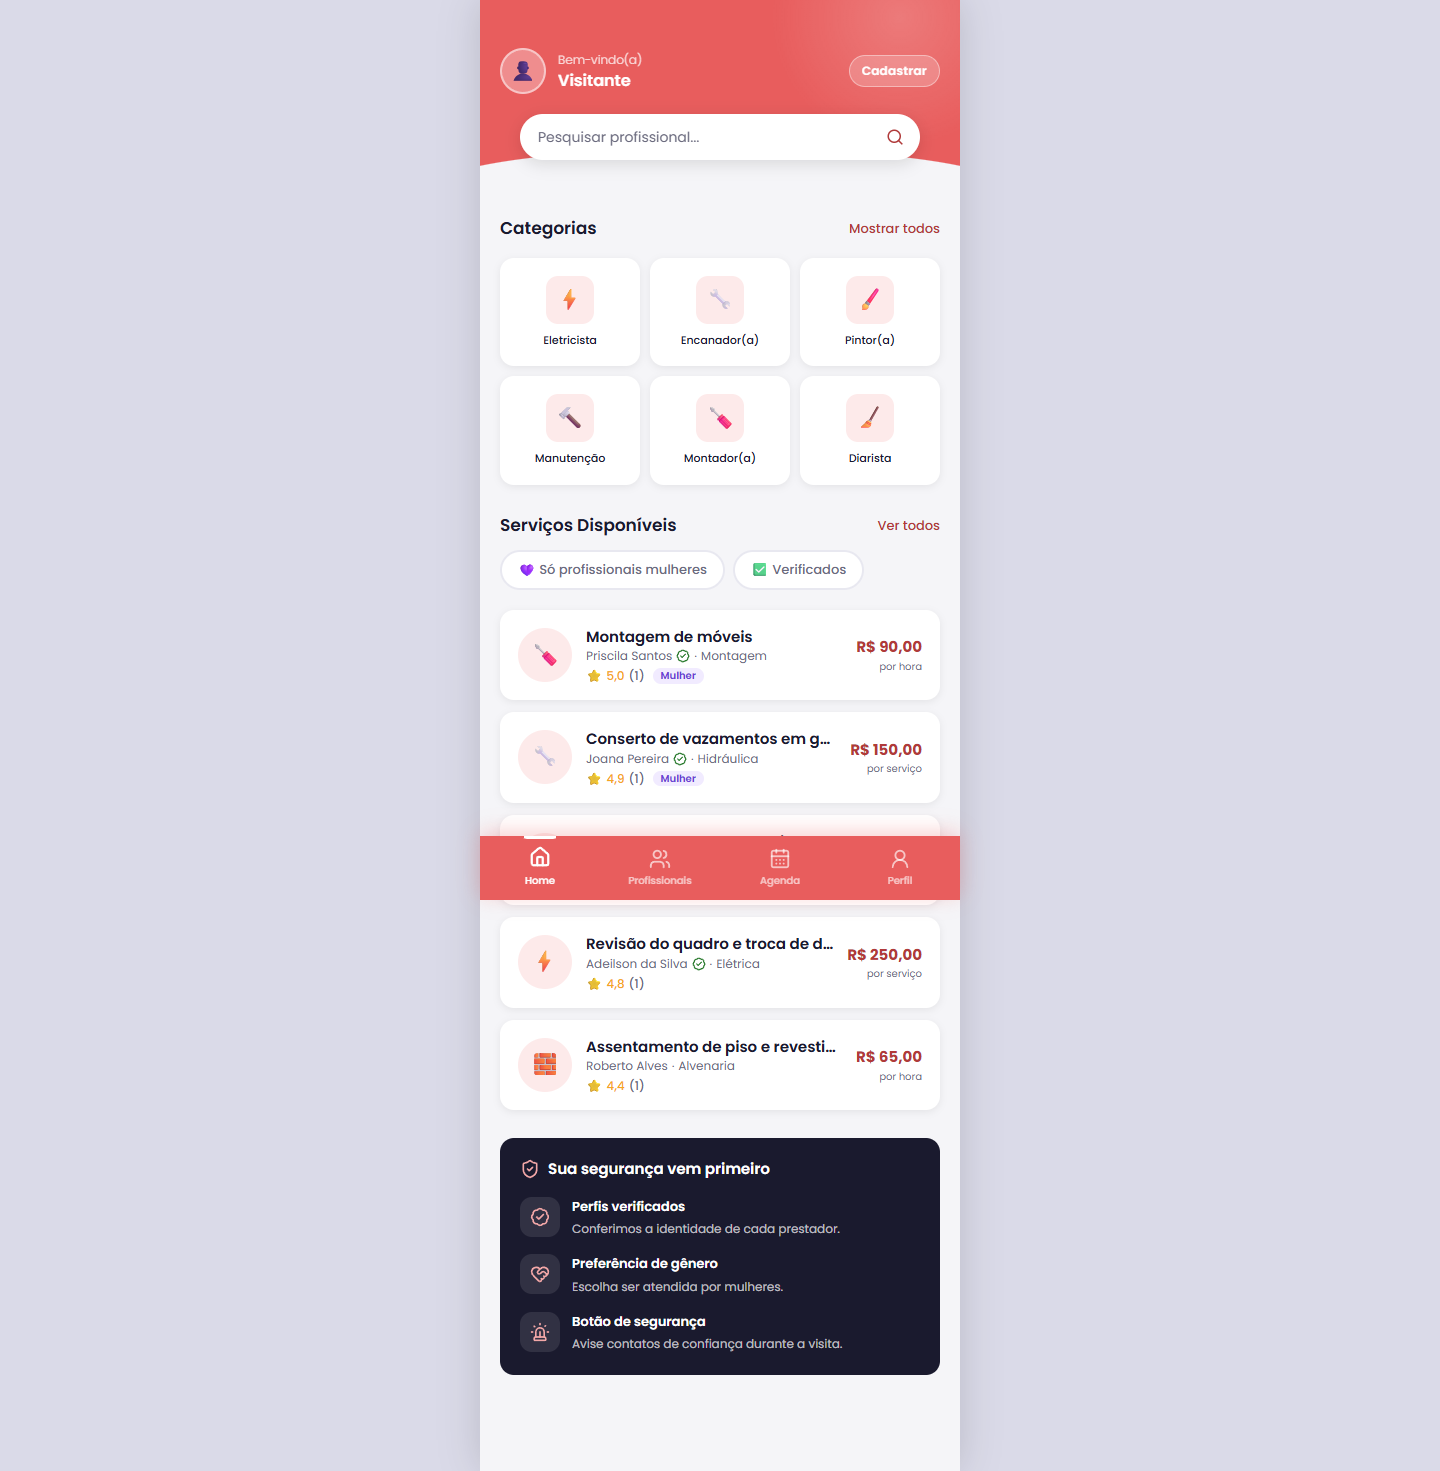 Bem-vindo(a)
Visitante
Cadastrar
Pesquisar profissional...
Categorias
Mostrar todos
Eletricista
Encanador(a)
Pintor(a)
Manutenção
Montador(a)
Diarista
Serviços Disponíveis
Ver todos
Só profissionais mulheres
Verificados
Montagem de móveis
Priscila Santos · Montagem
5,0 (1) Mulher
R$ 90,00
por hora
Conserto de vazamentos em g...
Joana Pereira · Hidráulica
4,9 (1) Mulher
R$ 150,00
por serviço
Home
Profissionais
Agenda
Perfil
Revisão do quadro e troca de d...
Adeilson da Silva · Elétrica
4,8 (1)
R$ 250,00
por serviço
Assentamento de piso e revesti...
Roberto Alves · Alvenaria
4,4 (1)
R$ 65,00
por hora
Sua segurança vem primeiro
Perfis verificados
Conferimos a identidade de cada prestador.
Preferência de gênero
Escolha ser atendida por mulheres.
Botão de segurança
Avise contatos de confiança durante a visita.